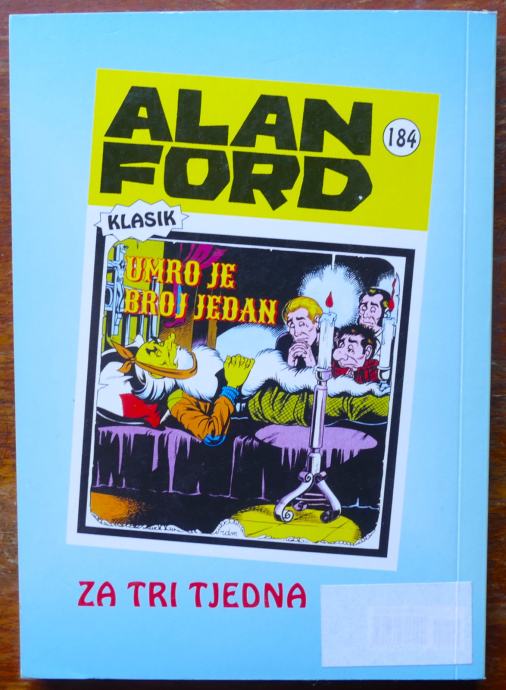 ALAN
FORD
184
KLASIK
UMRO JE
BROJ JEDAN
ZA TRI TJEDNA